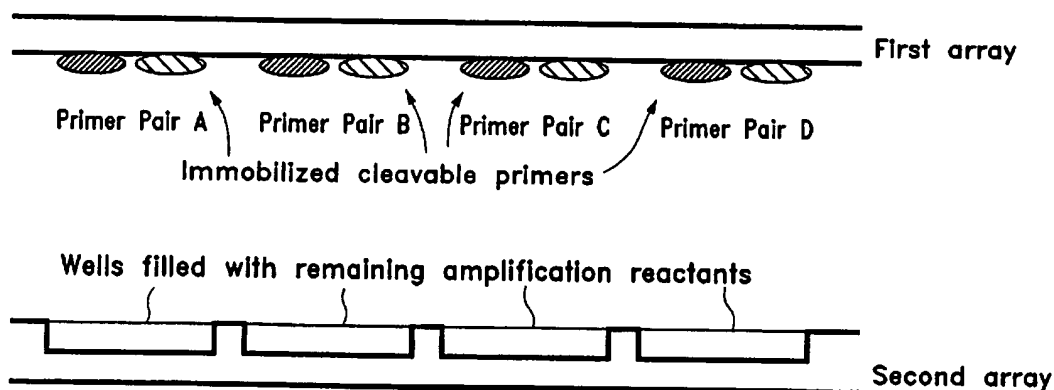 First array
Primer Pair A
Primer Pair B
Primer Pair C
Primer Pair D
Immobilized cleavable primers
Wells filled with remaining amplification reactants
Second array